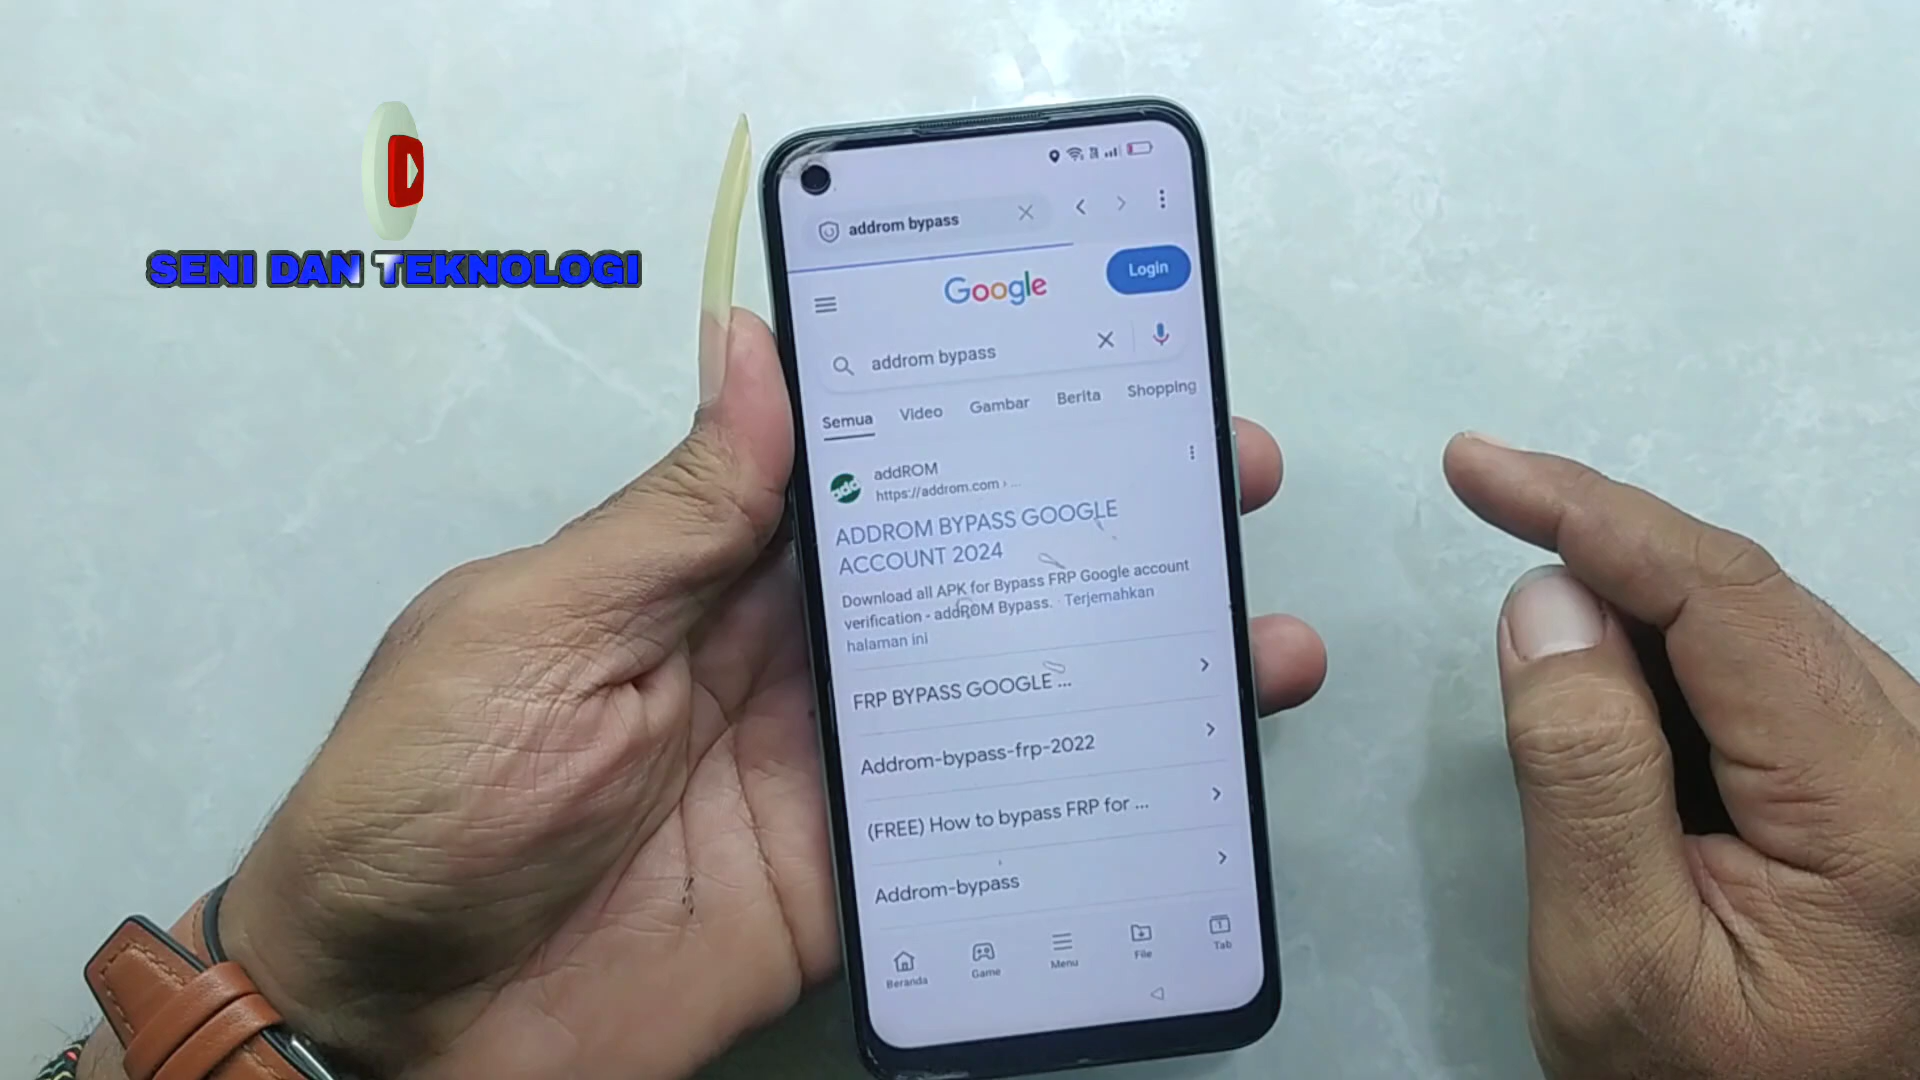 SENI DAN TEKNOLOGI
addrom bypass
Google
Login
addrom bypass
Semua Video Gambar Berita Shopping
add
addROM
https://addrom.com › ...
ADDROM BYPASS GOOGLE
ACCOUNT 2024
Download all APK for Bypass FRP Google account
verification - addROM Bypass. · Terjemahkan
halaman ini
FRP BYPASS GOOGLE ...
Addrom-bypass-frp-2022
(FREE) How to bypass FRP for ...
Addrom-bypass
Beranda Game Menu File Tab